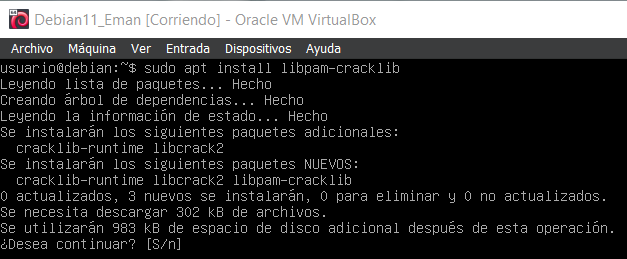 Debian11_Eman [Corriendo] - Oracle VM VirtualBox
Archivo Máquina Ver Entrada Dispositivos Ayuda
usuario@debian:~$ sudo apt install libpam-cracklib
Leyendo lista de paquetes... Hecho
Creando árbol de dependencias... Hecho
Leyendo la información de estado... Hecho
Se instalarán los siguientes paquetes adicionales:
  cracklib-runtime libcrack2
Se instalarán los siguientes paquetes NUEVOS:
  cracklib-runtime libcrack2 libpam-cracklib
0 actualizados, 3 nuevos se instalarán, 0 para eliminar y 0 no actualizados.
Se necesita descargar 302 kB de archivos.
Se utilizarán 983 kB de espacio de disco adicional después de esta operación.
¿Desea continuar? [S/n]